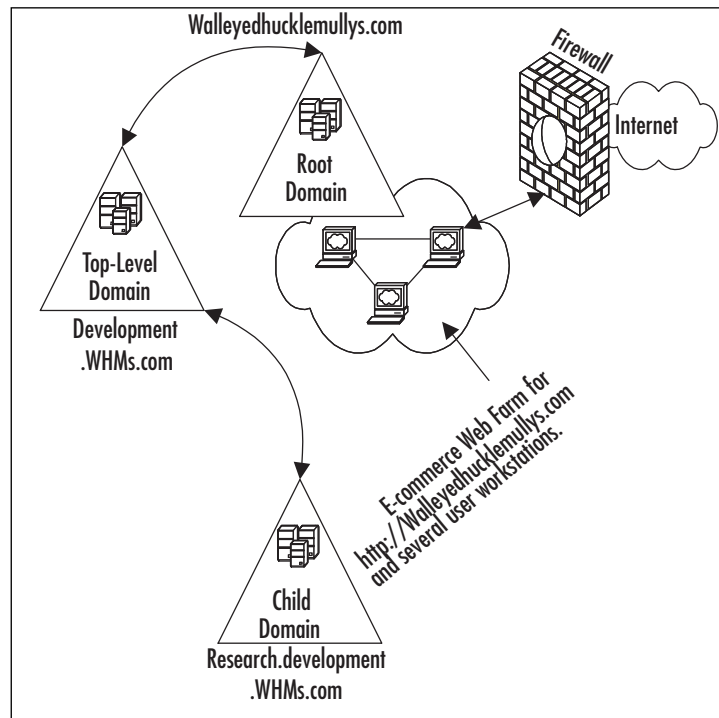 Walleyedhucklemullys.com
Firewall
Internet
Root
Domain
Top-Level
Domain
Development
.WHMs.com
E-commerce Web Farm for
http://Walleyedhucklemullys.com
and several user workstations.
Child
Domain
Research.development
.WHMs.com